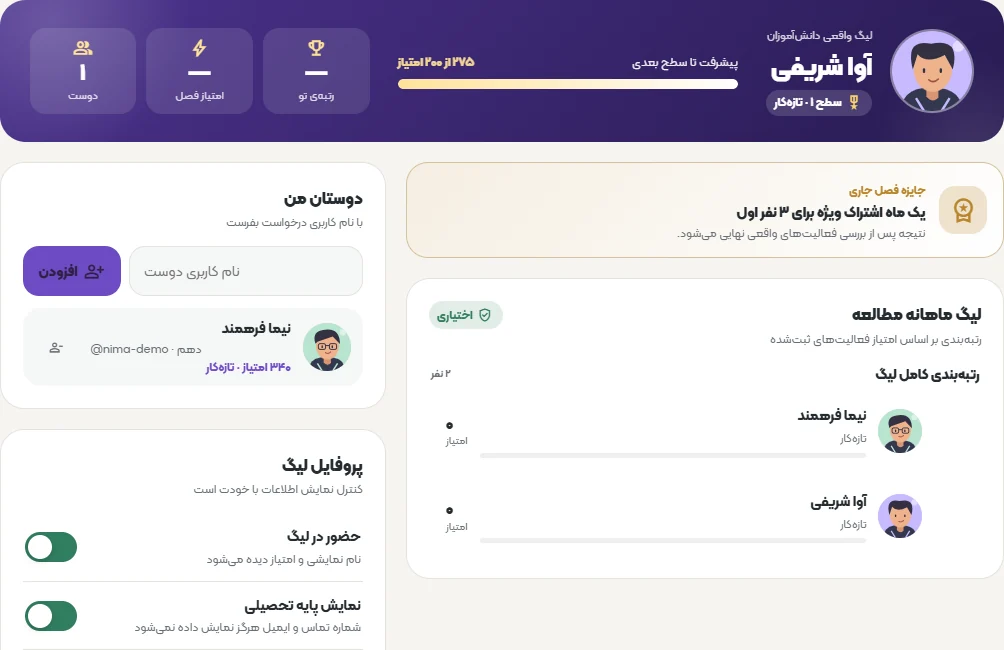 لیگ واقعی دانش‌آموزان
آوا شریفی
سطح ۱ · تازه‌کار
پیشرفت تا سطح بعدی
۲۷۵ از ۲۰۰ امتیاز
—
رتبه‌ی تو
—
امتیاز فصل
۱
دوست
جایزه فصل جاری
یک ماه اشتراک ویژه برای ۳ نفر اول
نتیجه پس از بررسی فعالیت‌های واقعی نهایی می‌شود.
لیگ ماهانه مطالعه
اختیاری
رتبه‌بندی بر اساس امتیاز فعالیت‌های ثبت‌شده
رتبه‌بندی کامل لیگ
۲ نفر
نیما فرهمند
تازه‌کار
۰
امتیاز
آوا شریفی
تازه‌کار
۰
امتیاز
دوستان من
با نام کاربری درخواست بفرست
نام کاربری دوست
افزودن
نیما فرهمند
دهم · @nima-demo
۳۴۰ امتیاز · تازه‌کار
پروفایل لیگ
کنترل نمایش اطلاعات با خودت است
حضور در لیگ
نام نمایشی و امتیاز دیده می‌شود
نمایش پایه تحصیلی
شماره تماس و ایمیل هرگز نمایش داده نمی‌شود